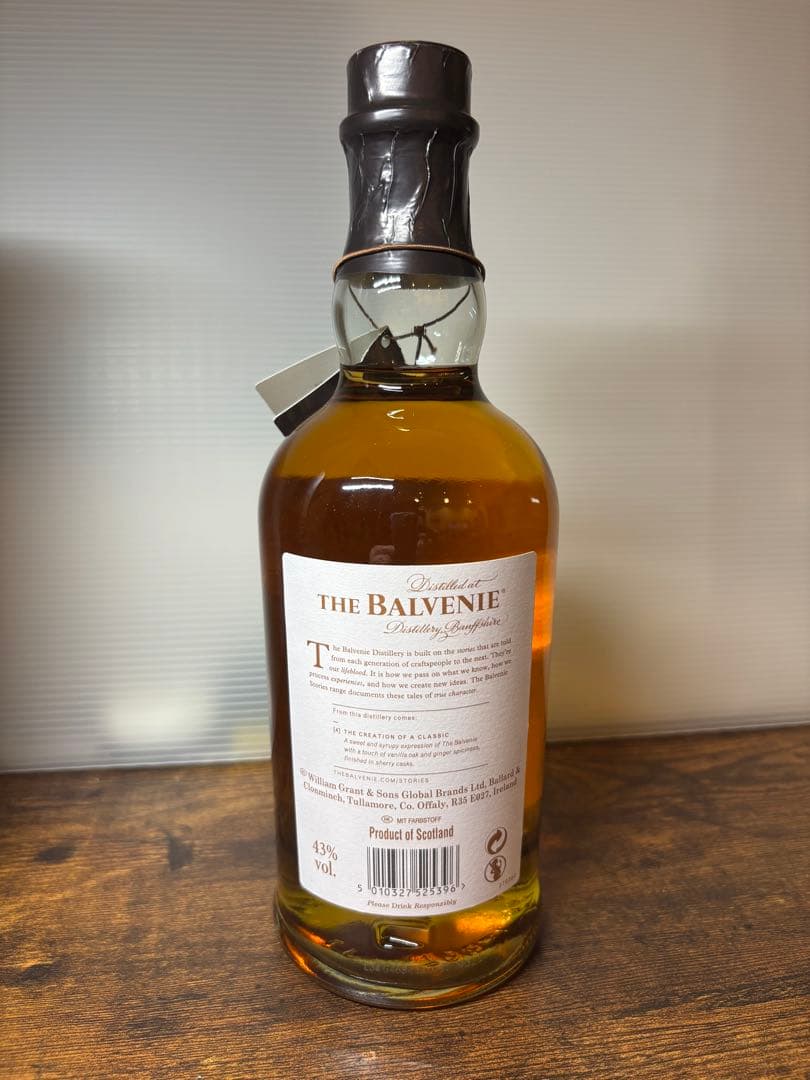 Distilled at
THE BALVENIE®
Distillery, Banffshire
The Balvenie Distillery is built on the stories that are told
from each generation of craftspeople to the next. They're
our lifeblood. It is how we pass on what we know, how we
process experiences, and how we create new ideas. The Balvenie
Stories range documents these tales of true character.
From this distillery comes:
[4] THE CREATION OF A CLASSIC
A sweet and syrupy expression of The Balvenie
with a touch of vanilla oak and ginger spiciness,
finished in sherry casks.
THEBALVENIE.COM/STORIES
William Grant & Sons Global Brands Ltd, Ballard &
Clonminch, Tullamore, Co. Offaly, R35 E027, Ireland
DE MIT FARBSTOFF
Product of Scotland
43%
vol.
5 010327 525396 >
Please Drink Responsibly